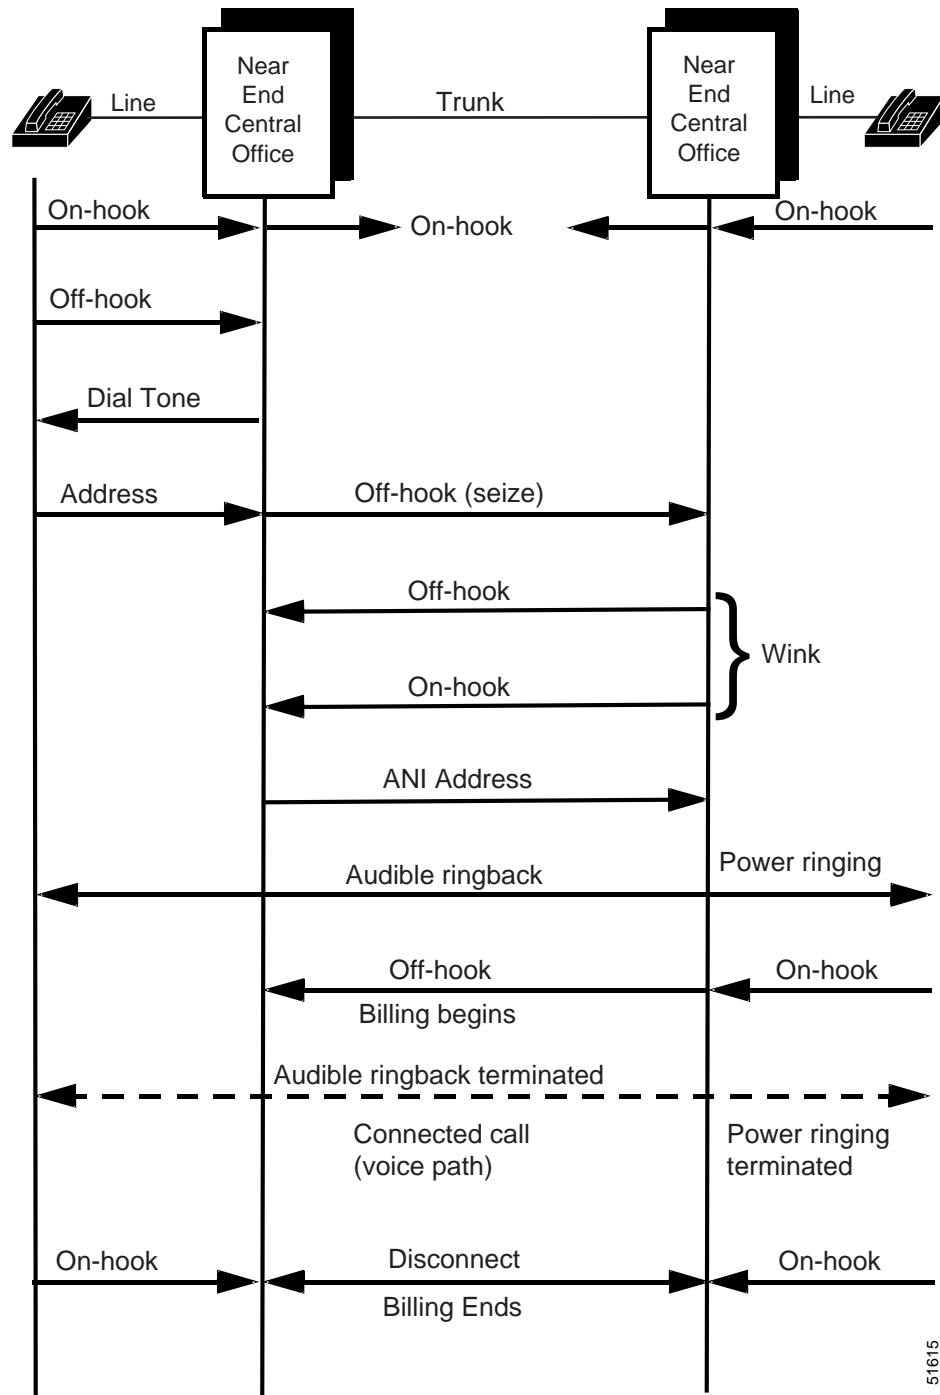 Near
End
Central
Office
Near
End
Central
Office
Line
Trunk
Line
On-hook
On-hook
On-hook
Off-hook
Dial Tone
Address
Off-hook (seize)
Off-hook
Wink
On-hook
ANI Address
Audible ringback
Power ringing
Off-hook
On-hook
Billing begins
Audible ringback terminated
Connected call
(voice path)
Power ringing
terminated
On-hook
Disconnect
On-hook
Billing Ends
51615